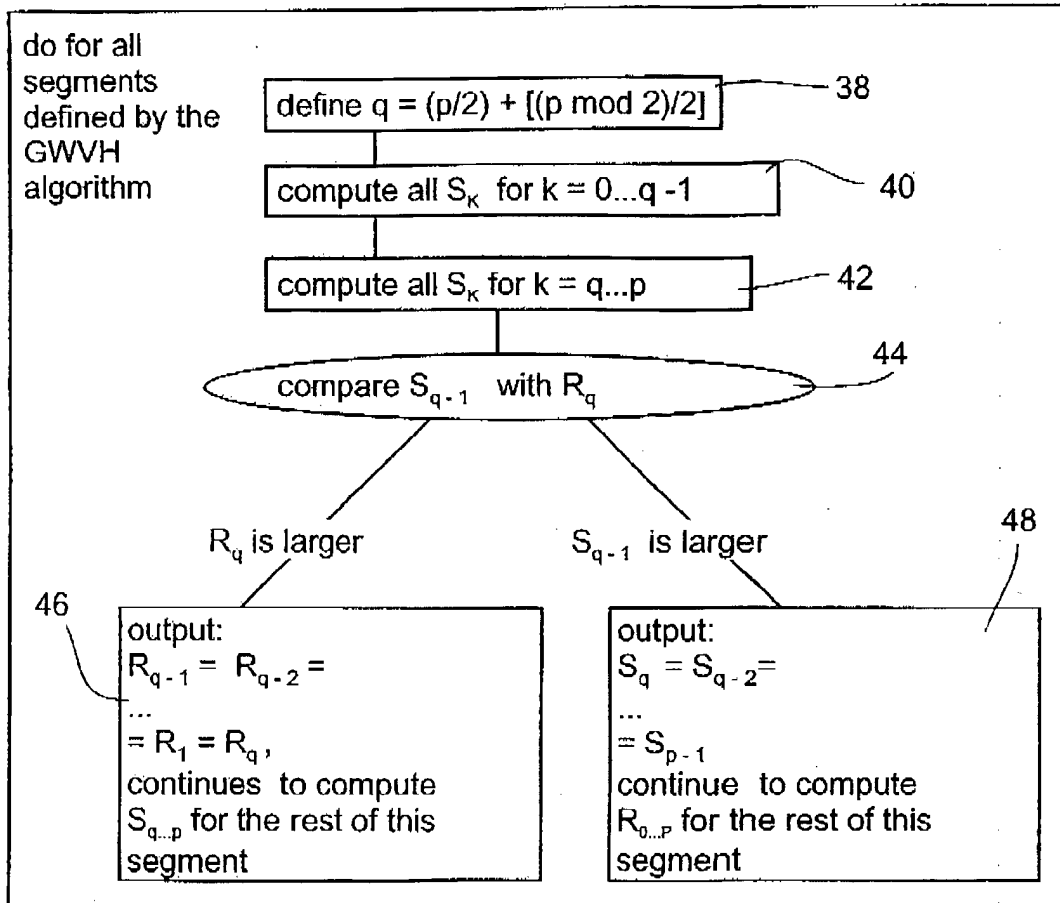 do for all
segments
defined by the
GWVH
algorithm
define q = (p/2) + [(p mod 2)/2]
38
compute all S_K for k = 0...q -1
40
compute all S_K for k = q...p
42
compare S_q-1 with R_q
44
R_q is larger
S_q-1 is larger
46
output:
R_q-1 = R_q-2 =
...
= R_1 = R_q,
continues to compute
S_q...p for the rest of this
segment
48
output:
S_q = S_q-2=
...
= S_p-1
continue to compute
R_0...P for the rest of this
segment